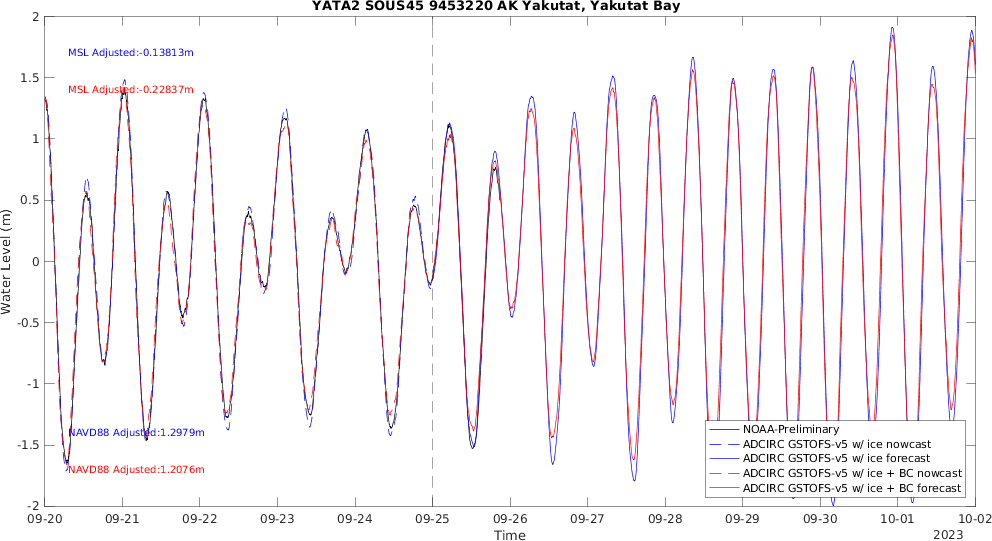 YATA2 SOUS45 9453220 AK Yakutat, Yakutat Bay
2
MSL Adjusted:-0.13813m
1.5
MSL Adjusted:-0.22837m
1
0.5
0
-0.5
-1
-1.5
-2
Water Level (m)
NAVD88 Adjusted:1.2979m
NAVD88 Adjusted:1.2076m
NOAA-Preliminary
ADCIRC GSTOFS-v5 w/ ice nowcast
ADCIRC GSTOFS-v5 w/ ice forecast
ADCIRC GSTOFS-v5 w/ ice + BC nowcast
ADCIRC GSTOFS-v5 w/ ice + BC forecast
09-20 09-21 09-22 09-23 09-24 09-25 09-26 09-27 09-28 09-29 09-30 10-01 10-02
Time
2023